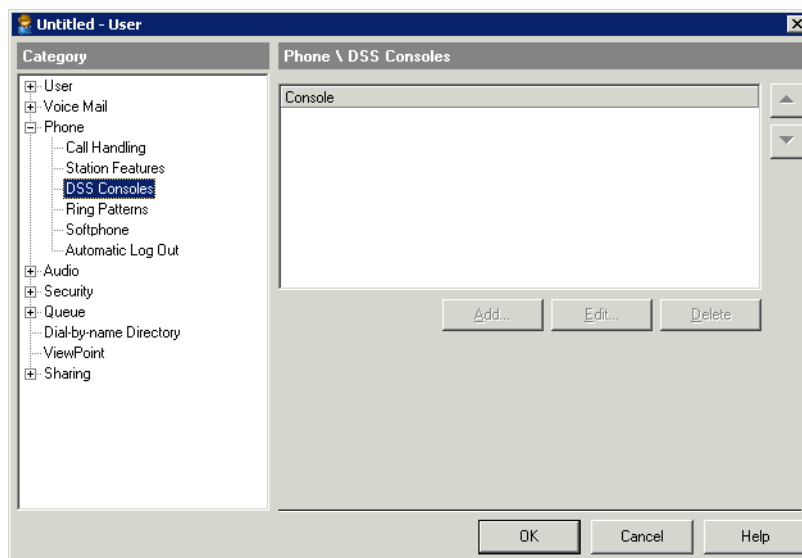 Untitled - User
Category
User
Voice Mail
Phone
Call Handling
Station Features
DSS Consoles
Ring Patterns
Softphone
Automatic Log Out
Audio
Security
Queue
Dial-by-name Directory
ViewPoint
Sharing
Phone \ DSS Consoles
Console
Add... Edit... Delete
OK Cancel Help